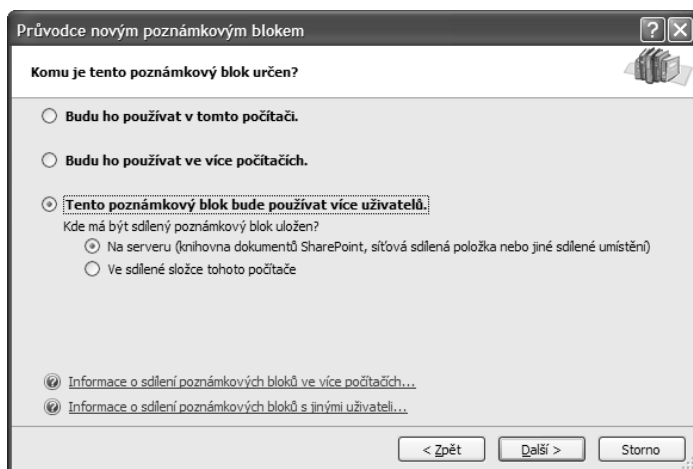 Průvodce novým poznámkovým blokem
Komu je tento poznámkový blok určen?
Budu ho používat v tomto počítači.
Budu ho používat ve více počítačích.
Tento poznámkový blok bude používat více uživatelů.
Kde má být sdílený poznámkový blok uložen?
Na serveru (knihovna dokumentů SharePoint, síťová sdílená položka nebo jiné sdílené umístění)
Ve sdílené složce tohoto počítače
Informace o sdílení poznámkových bloků ve více počítačích...
Informace o sdílení poznámkových bloků s jinými uživateli...
< Zpět Další > Storno